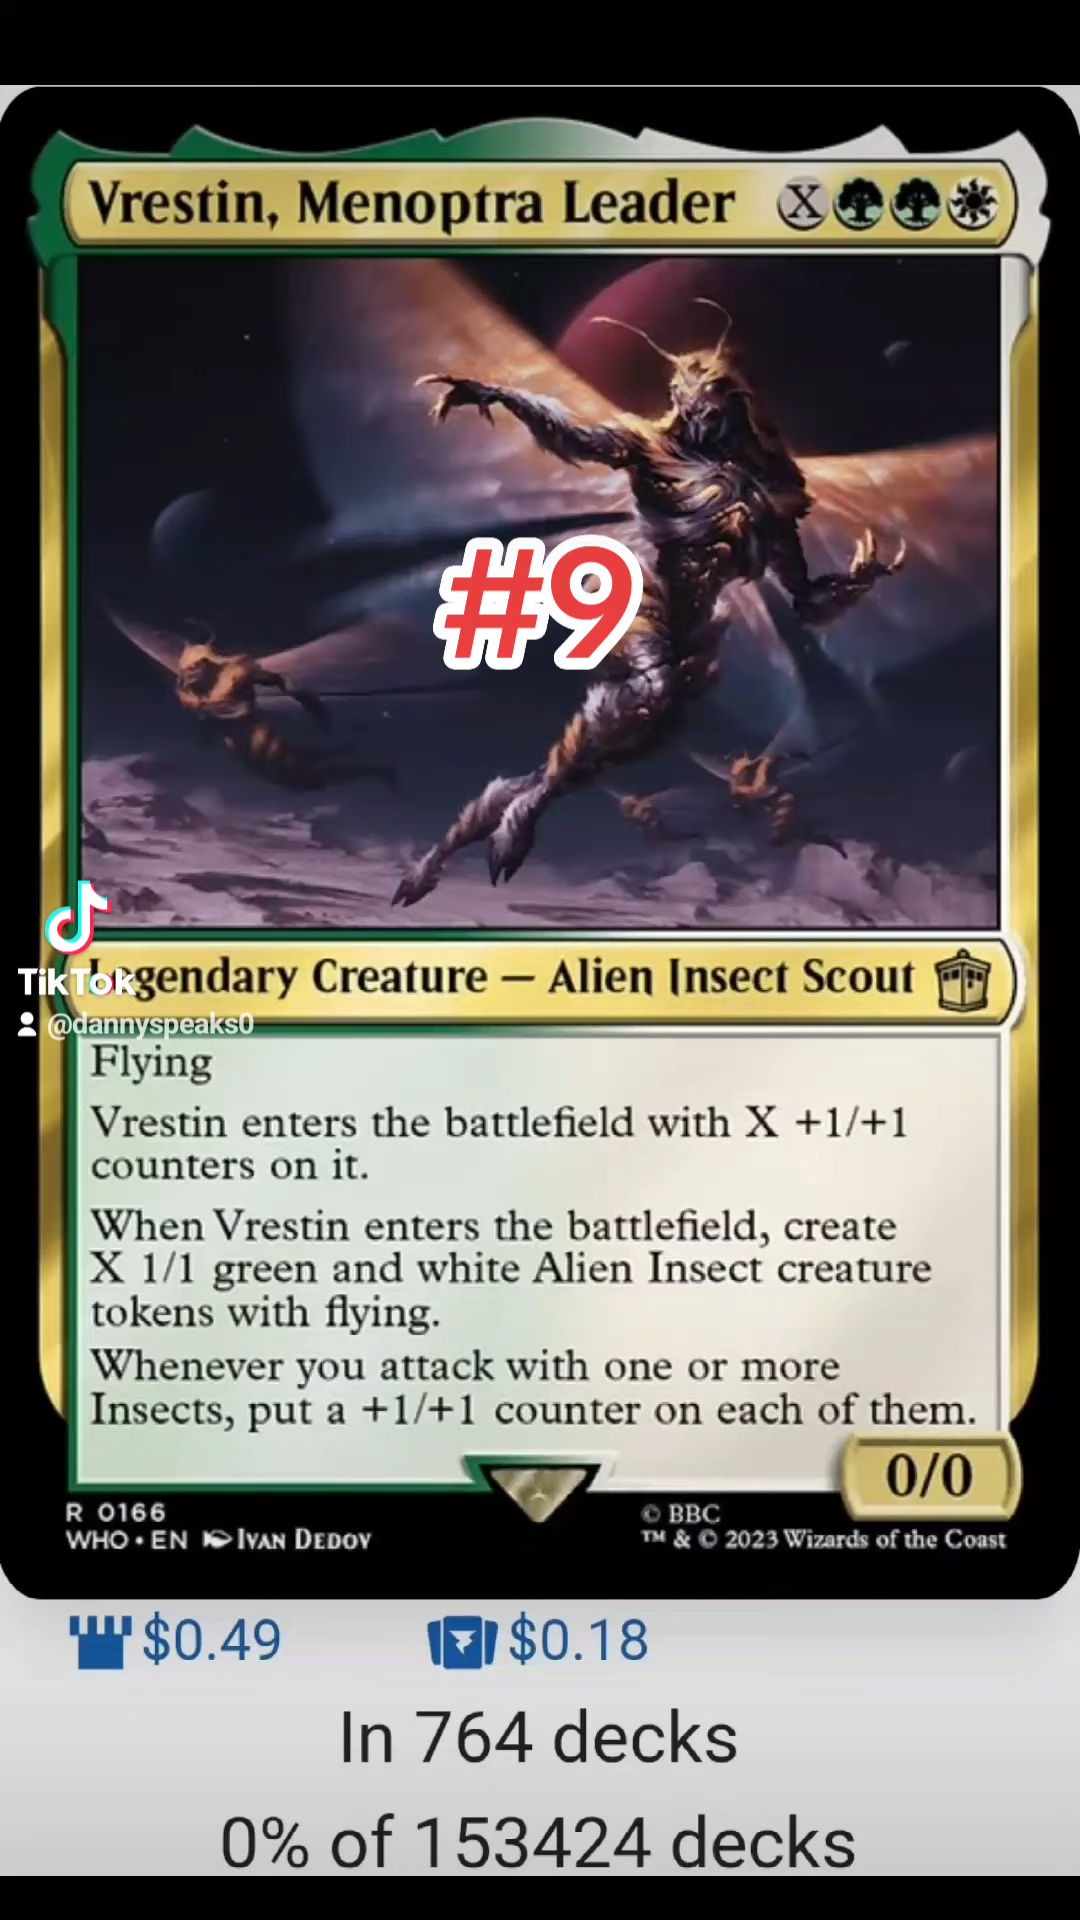 Vrestin, Menoptra Leader X
#9
TikTok
@dannyspeaks0
Legendary Creature — Alien Insect Scout
Flying
Vrestin enters the battlefield with X +1/+1
counters on it.
When Vrestin enters the battlefield, create
X 1/1 green and white Alien Insect creature
tokens with flying.
Whenever you attack with one or more
Insects, put a +1/+1 counter on each of them.
0/0
R 0166
WHO • EN Ivan Dedov
© BBC
™ & © 2023 Wizards of the Coast
$0.49 $0.18
In 764 decks
0% of 153424 decks